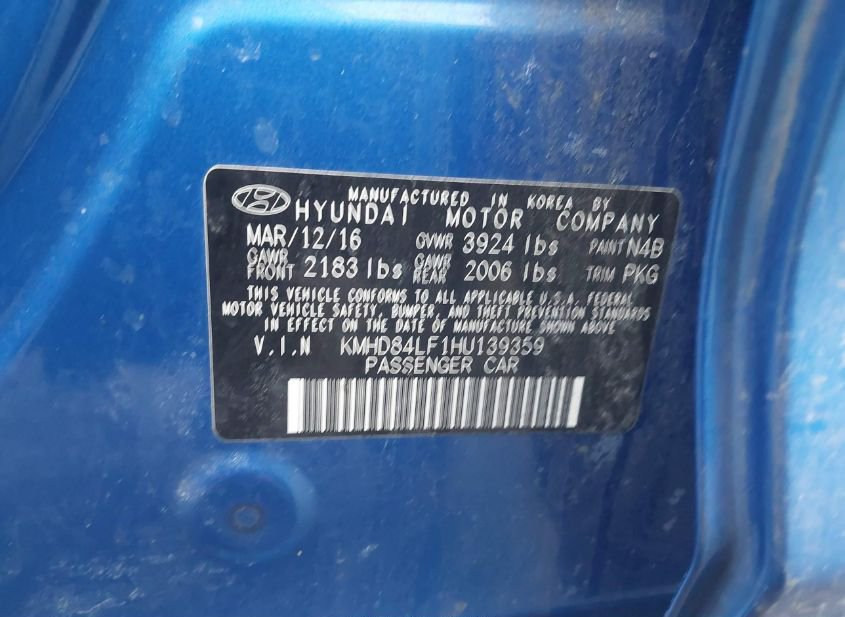 MANUFACTURED IN KOREA BY
HYUNDAI MOTOR COMPANY
MAR/12/16 GVWR 3924 lbs PAINT N4B
GAWR FRONT 2183 lbs GAWR REAR 2006 lbs TRIM PKG
THIS VEHICLE CONFORMS TO ALL APPLICABLE U.S.A. FEDERAL
MOTOR VEHICLE SAFETY, BUMPER, AND THEFT PREVENTION STANDARDS
IN EFFECT ON THE DATE OF MANUFACTURE SHOWN ABOVE.
V.I.N KMHD84LF1HU139359
PASSENGER CAR